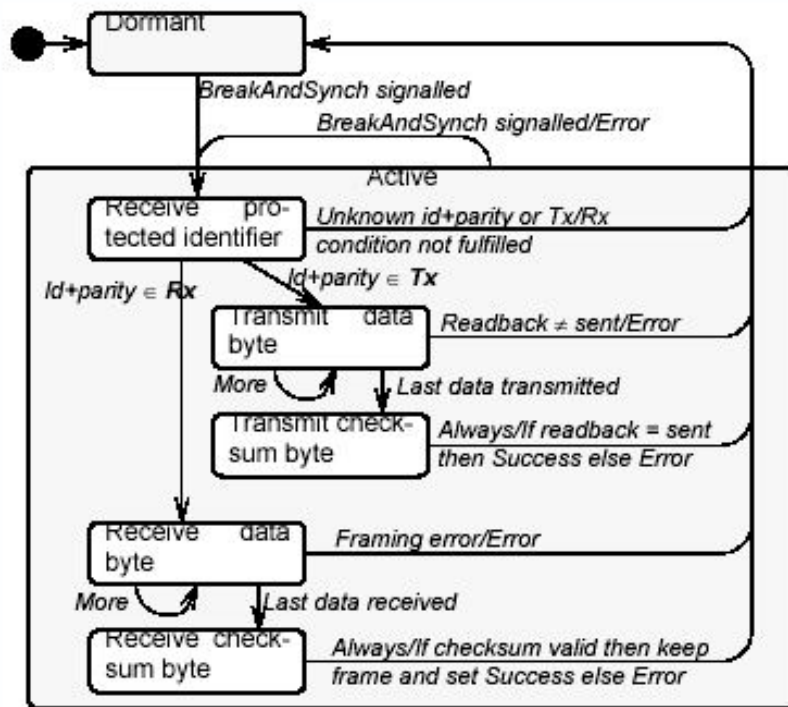 Dormant
BreakAndSynch signalled
BreakAndSynch signalled/Error
Active
Receive pro-
tected identifier
Unknown id+parity or Tx/Rx
condition not fulfilled
Id+parity ∈ Rx
Id+parity ∈ Tx
Transmit data
byte
Readback ≠ sent/Error
More
Last data transmitted
Transmit check-
sum byte
Always/If readback = sent
then Success else Error
Receive data
byte
Framing error/Error
More
Last data received
Receive check-
sum byte
Always/If checksum valid then keep
frame and set Success else Error